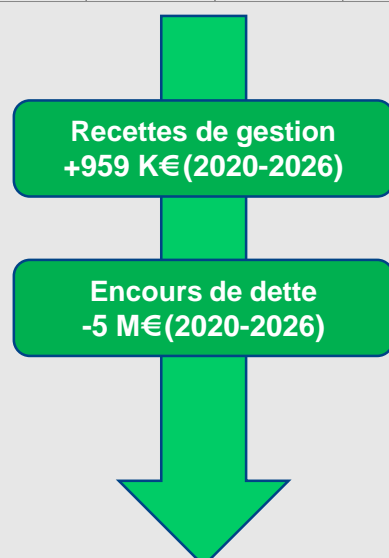 Recettes de gestion
+959 K€(2020-2026)
Encours de dette
-5 M€(2020-2026)